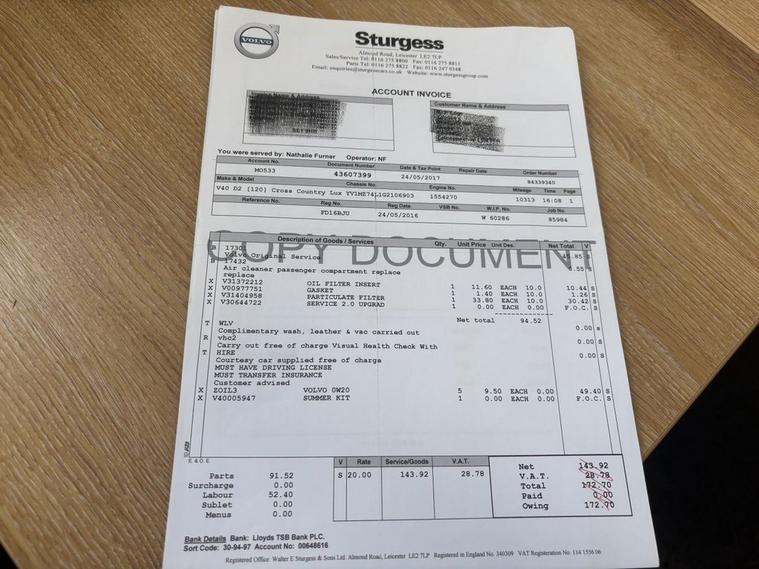 VOLVO
Sturgess
Almond Road, Leicester LE2 7LP
Sales/Service Tel: 0116 275 8800 Fax: 0116 275 8811
Parts Tel: 0116 275 8822 Fax: 0116 247 0348
Email: enquiries@sturgesscars.co.uk Website: www.sturgessgroup.com
ACCOUNT INVOICE
Customer Name & Address
You were served by: Nathalie Furner Operator: NF
Account No. Document Number Date & Tax Point Repair Date Order Number
MO533 43607399 24/05/2017 94339340
Make & Model Chassis No. Engine No. Mileage Time Page
V40 D2 [120] Cross Country Lux YV1MZ74L1G2106903 1554270 10313 16:08 1
Reference No. Reg No. Reg Date VSB No. W.I.P. No. Job No.
FD16BJU 24/05/2016 W 60286 85984
COPY DOCUMENT
Description of Goods / Services Qty. Unit Price Unit Des. Net Total V
17301
Volvo Original Service 45.85 S
17432
Air cleaner passenger compartment replace
replace
X V31372212 OIL FILTER INSERT 1 11.60 EACH 10.0 10.44 S
X V00977751 GASKET 1 1.40 EACH 10.0 1.26 S
X V31404958 PARTICULATE FILTER 1 33.80 EACH 10.0 30.42 S
X V30644722 SERVICE 2.0 UPGRAD 1 0.00 EACH 0.00 F.O.C. S
Net total 94.52
T WLV 0.00 S
Complimentary wash, leather & vac carried out
R vhc2 0.00 S
Carry out free of charge Visual Health Check With
T HIRE 0.00 S
Courtesy car supplied free of charge
MUST HAVE DRIVING LICENSE
MUST TRANSFER INSURANCE
Customer advised
X ZOIL3 VOLVO 0W20 5 9.50 EACH 0.00 49.40 S
X V40005947 SUMMER KIT 1 0.00 EACH 0.00 F.O.C. S
E & O.E
V Rate Service/Goods V.A.T.
S 20.00 143.92 28.78
Parts 91.52
Surcharge 0.00
Labour 52.40
Sublet 0.00
Menus 0.00
Net 143.92
V.A.T. 28.78
Total 172.70
Paid 0.00
Owing 172.70
Bank Details Bank: Lloyds TSB Bank PLC.
Sort Code: 30-94-97 Account No: 00648616
Registered Office: Walter E Sturgess & Sons Ltd. Almond Road, Leicester LE2 7LP Registered in England No. 340309 VAT Registeration No. 114 1556 06